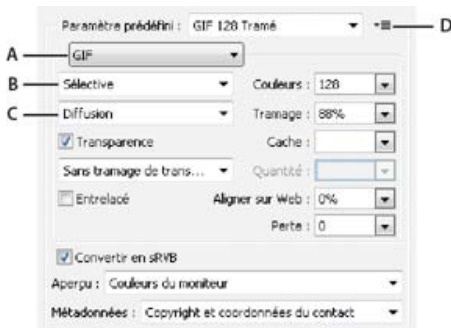 Paramètre prédéfini : GIF 128 Tramé D
A GIF
B Sélective Couleurs : 128
C Diffusion Tramage : 88%
Transparence Cache :
Sans tramage de trans... Quantité :
Entrelacé Aligner sur Web : 0%
Perte : 0
Convertir en sRVB
Aperçu : Couleurs du moniteur
Métadonnées : Copyright et coordonnées du contact